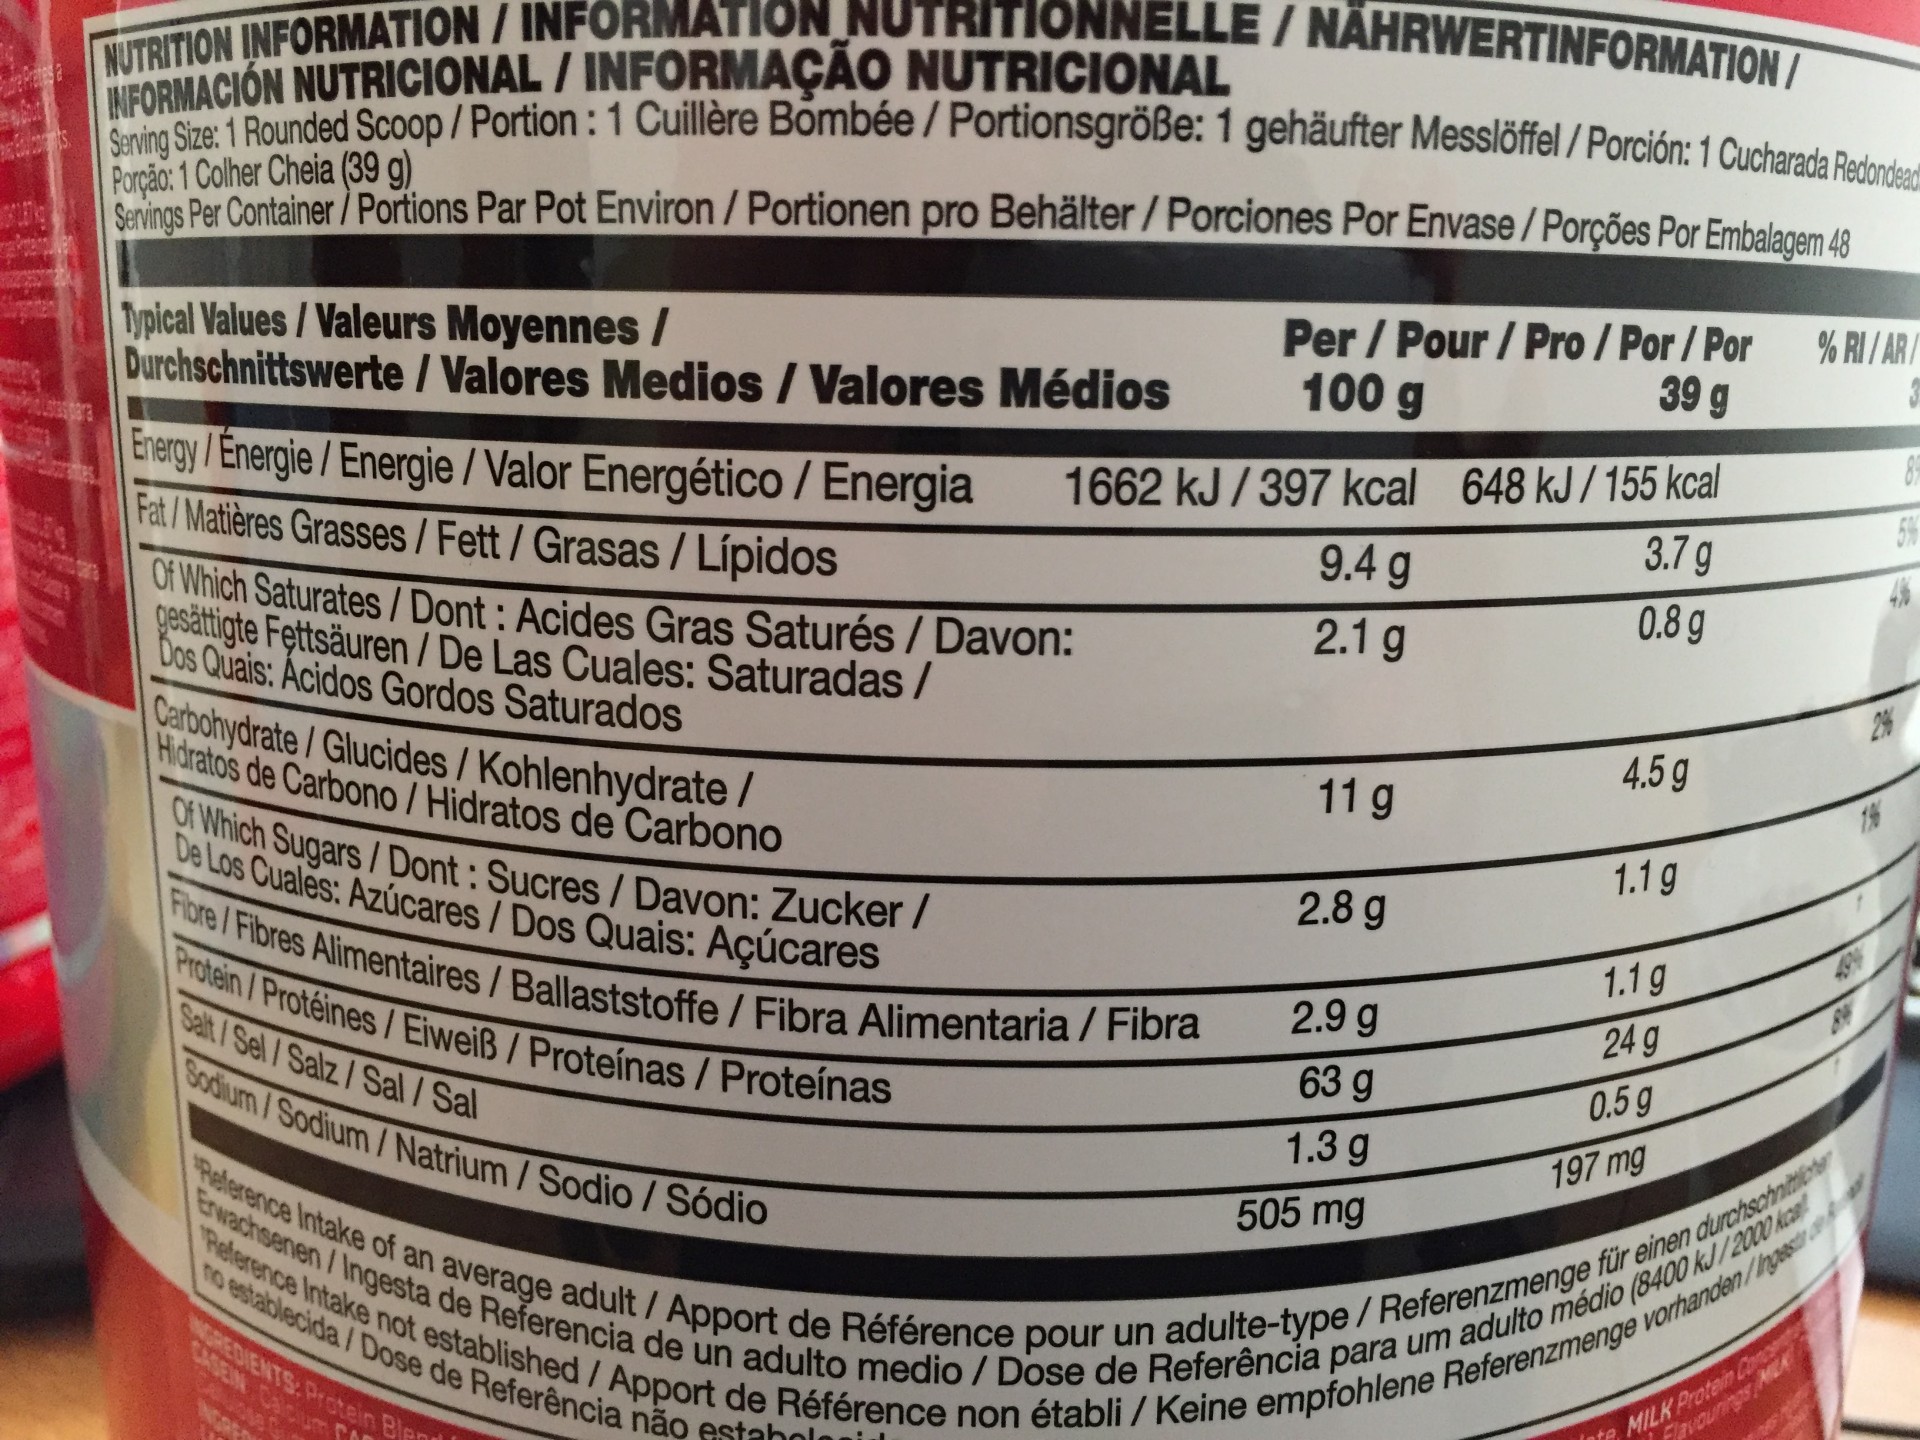 NUTRITION INFORMATION / INFORMATION NUTRITIONNELLE / NÄHRWERTINFORMATION /
INFORMACIÓN NUTRICIONAL / INFORMAÇÃO NUTRICIONAL
Serving Size: 1 Rounded Scoop / Portion : 1 Cuillère Bombée / Portionsgröße: 1 gehäufter Messlöffel / Porción: 1 Cucharada
Porção: 1 Colher Cheia (39 g)
Servings Per Container / Portions Par Pot Environ / Portionen pro Behälter / Porciones Por Envase / Porções Por Embalagem 48
Typical Values / Valeurs Moyennes / Per / Pour / Pro / Por / Por % RI / AR /
Durchschnittswerte / Valores Medios / Valores Médios 100 g 39 g
Energy / Énergie / Energie / Valor Energético / Energia 1662 kJ / 397 kcal 648 kJ / 155 kcal
Fat / Matières Grasses / Fett / Grasas / Lípidos 9.4 g 3.7 g 5%
Of Which Saturates / Dont : Acides Gras Saturés / Davon: 2.1 g 0.8 g 4%
gesättigte Fettsäuren / De Las Cuales: Saturadas /
Dos Quais: Ácidos Gordos Saturados
Carbohydrate / Glucides / Kohlenhydrate / 11 g 4.5 g 2%
Hidratos de Carbono / Hidratos de Carbono
Of Which Sugars / Dont : Sucres / Davon: Zucker / 2.8 g 1.1 g 1%
De Los Cuales: Azúcares / Dos Quais: Açúcares
Fibre / Fibres Alimentaires / Ballaststoffe / Fibra Alimentaria / Fibra 2.9 g 1.1 g †
Protein / Protéines / Eiweiß / Proteínas / Proteínas 63 g 24 g 49%
Salt / Sel / Salz / Sal / Sal 1.3 g 0.5 g 8%
Sodium / Sodium / Natrium / Sodio / Sódio 505 mg 197 mg †
Reference Intake of an average adult / Apport de Référence pour un adulte-type / Referenzmenge für einen durchschnittlichen
Erwachsenen / Ingesta de Referencia de un adulto medio / Dose de Referência para um adulto médio (8400 kJ / 2000 kcal).
†Reference Intake not established / Apport de Référence non établi / Keine empfohlene Referenzmenge vorhanden / Ingesta de
no establecida / Dose de Referência não
INGREDIENTS: Protein MILK Protein
CASEIN Calcium